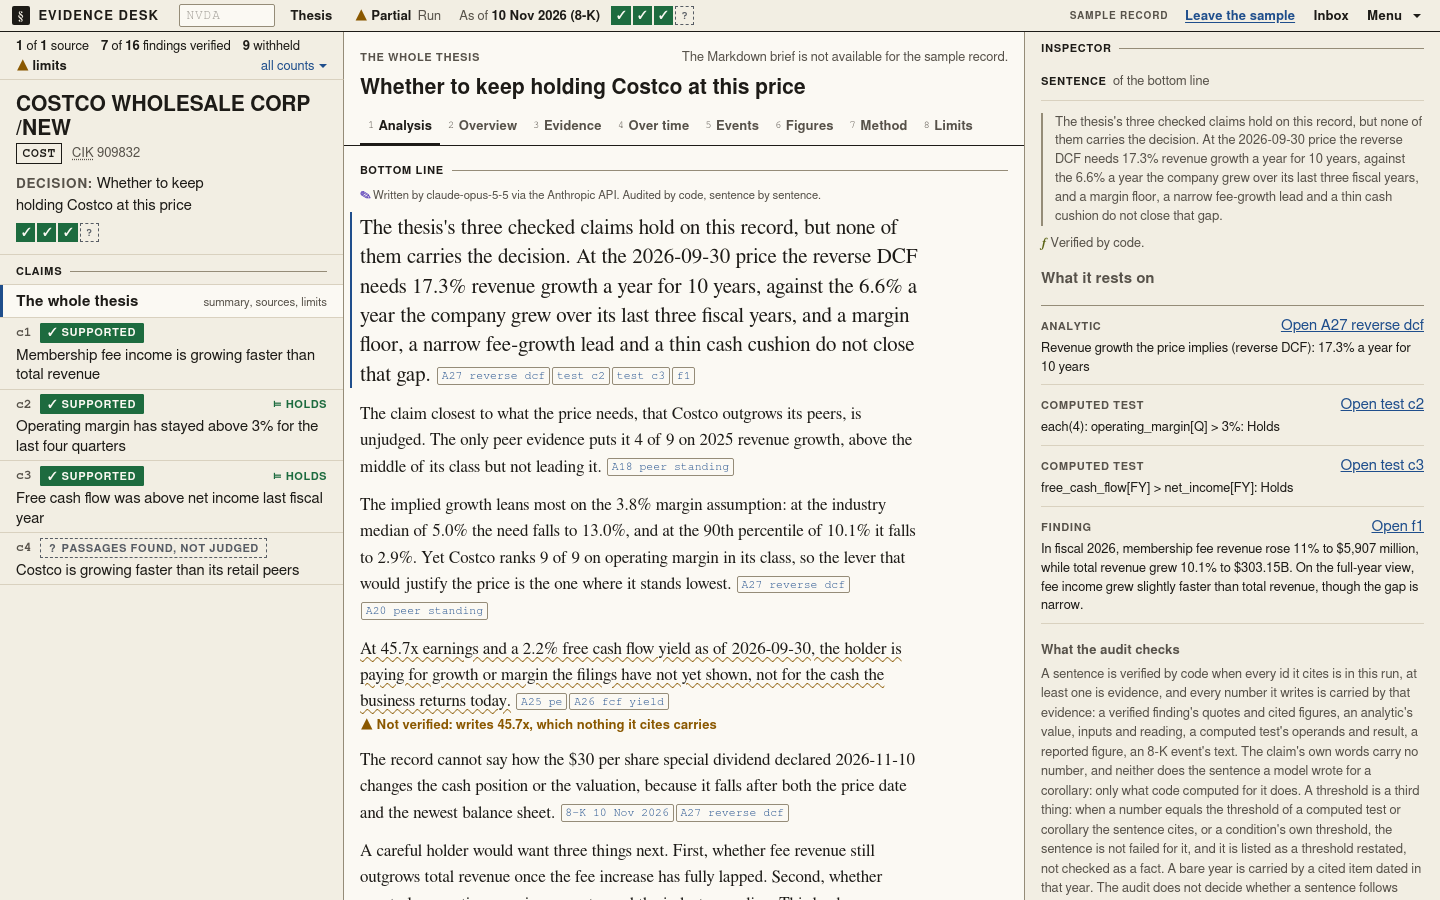 § EVIDENCE DESK NVDA Thesis ▲ Partial Run As of 10 Nov 2026 (8-K) ✓ ✓ ✓ ? SAMPLE RECORD Leave the sample Inbox Menu
1 of 1 source 7 of 16 findings verified 9 withheld
▲ limits all counts
COSTCO WHOLESALE CORP
/NEW
COST CIK 909832
DECISION: Whether to keep
holding Costco at this price
✓ ✓ ✓ ?
CLAIMS
The whole thesis summary, sources, limits
c1 ✓ SUPPORTED
Membership fee income is growing faster than
total revenue
c2 ✓ SUPPORTED ⊨ HOLDS
Operating margin has stayed above 3% for the
last four quarters
c3 ✓ SUPPORTED ⊨ HOLDS
Free cash flow was above net income last fiscal
year
c4 ? PASSAGES FOUND, NOT JUDGED
Costco is growing faster than its retail peers
THE WHOLE THESIS The Markdown brief is not available for the sample record.
Whether to keep holding Costco at this price
1 Analysis 2 Overview 3 Evidence 4 Over time 5 Events 6 Figures 7 Method 8 Limits
BOTTOM LINE
✎ Written by claude-opus-5-5 via the Anthropic API. Audited by code, sentence by sentence.
The thesis's three checked claims hold on this record, but none of
them carries the decision. At the 2026-09-30 price the reverse DCF
needs 17.3% revenue growth a year for 10 years, against the 6.6% a
year the company grew over its last three fiscal years, and a margin
floor, a narrow fee-growth lead and a thin cash cushion do not close
that gap. A27 reverse dcf test c2 test c3 f1
The claim closest to what the price needs, that Costco outgrows its peers, is
unjudged. The only peer evidence puts it 4 of 9 on 2025 revenue growth, above the
middle of its class but not leading it. A18 peer standing
The implied growth leans most on the 3.8% margin assumption: at the industry
median of 5.0% the need falls to 13.0%, and at the 90th percentile of 10.1% it falls
to 2.9%. Yet Costco ranks 9 of 9 on operating margin in its class, so the lever that
would justify the price is the one where it stands lowest. A27 reverse dcf
A20 peer standing
At 45.7x earnings and a 2.2% free cash flow yield as of 2026-09-30, the holder is
paying for growth or margin the filings have not yet shown, not for the cash the
business returns today. A25 pe A26 fcf yield
▲ Not verified: writes 45.7x, which nothing it cites carries
The record cannot say how the $30 per share special dividend declared 2026-11-10
changes the cash position or the valuation, because it falls after both the price date
and the newest balance sheet. 8-K 10 Nov 2026 A27 reverse dcf
A careful holder would want three things next. First, whether fee revenue still
outgrows total revenue once the fee increase has fully lapped. Second, whether
INSPECTOR
SENTENCE of the bottom line
The thesis's three checked claims hold on this record, but none of
them carries the decision. At the 2026-09-30 price the reverse
DCF needs 17.3% revenue growth a year for 10 years, against
the 6.6% a year the company grew over its last three fiscal years,
and a margin floor, a narrow fee-growth lead and a thin cash
cushion do not close that gap.
ƒ Verified by code.
What it rests on
ANALYTIC Open A27 reverse dcf
Revenue growth the price implies (reverse DCF): 17.3% a year for
10 years
COMPUTED TEST Open test c2
each(4): operating_margin[Q] > 3%: Holds
COMPUTED TEST Open test c3
free_cash_flow[FY] > net_income[FY]: Holds
FINDING Open f1
In fiscal 2026, membership fee revenue rose 11% to $5,907 million,
while total revenue grew 10.1% to $303.15B. On the full-year view,
fee income grew slightly faster than total revenue, though the gap is
narrow.
What the audit checks
A sentence is verified by code when every id it cites is in this run, at
least one is evidence, and every number it writes is carried by that
evidence: a verified finding's quotes and cited figures, an analytic's
value, inputs and reading, a computed test's operands and result, a
reported figure, an 8-K event's text. The claim's own words carry no
number, and neither does the sentence a model wrote for a
corollary: only what code computed for it does. A threshold is a third
thing: when a number equals the threshold of a computed test or
corollary the sentence cites, or a condition's own threshold, the
sentence is not failed for it, and it is listed as a threshold restated,
not checked as a fact. A bare year is carried by a cited item dated in
that year. The audit does not decide whether a sentence follows